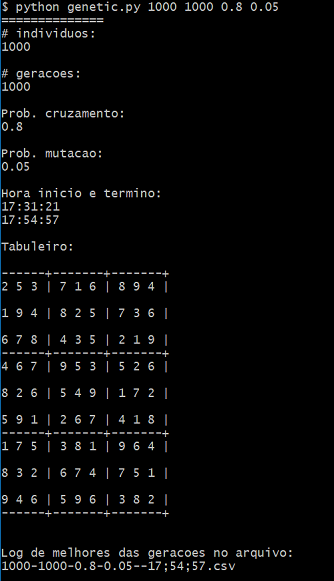 $ python genetic.py 1000 1000 0.8 0.05
===============
# individuos:
1000
# geracoes:
1000
Prob. cruzamento:
0.8
Prob. mutacao:
0.05
Hora inicio e termino:
17:31:21
17:54:57
Tabuleiro:
------+-------+-------+
2 5 3 | 7 1 6 | 8 9 4 |
1 9 4 | 8 2 5 | 7 3 6 |
6 7 8 | 4 3 5 | 2 1 9 |
------+-------+-------+
4 6 7 | 9 5 3 | 5 2 6 |
8 2 6 | 5 4 9 | 1 7 2 |
5 9 1 | 2 6 7 | 4 1 8 |
------+-------+-------+
1 7 5 | 3 8 1 | 9 6 4 |
8 3 2 | 6 7 4 | 7 5 1 |
9 4 6 | 5 9 6 | 3 8 2 |
------+-------+-------+
Log de melhores das geracoes no arquivo:
1000-1000-0.8-0.05--17;54;57.csv